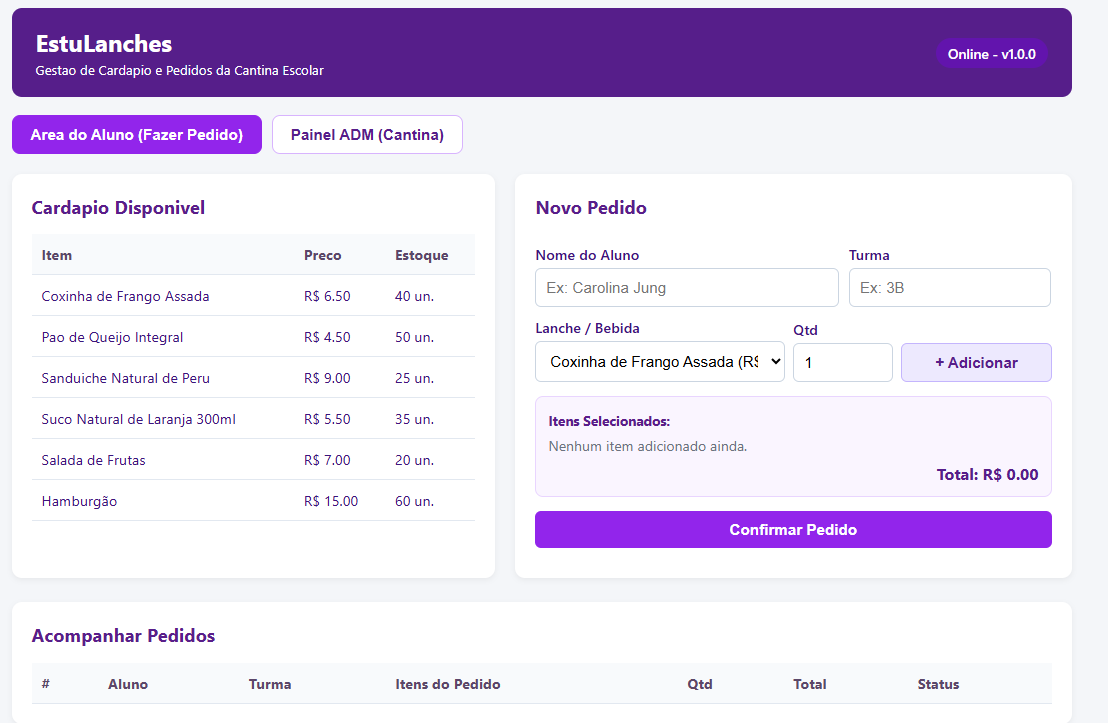 EstuLanches
Gestao de Cardapio e Pedidos da Cantina Escolar
Online - v1.0.0
Area do Aluno (Fazer Pedido)
Painel ADM (Cantina)
Cardapio Disponivel
Item Preco Estoque
Coxinha de Frango Assada R$ 6.50 40 un.
Pao de Queijo Integral R$ 4.50 50 un.
Sanduiche Natural de Peru R$ 9.00 25 un.
Suco Natural de Laranja 300ml R$ 5.50 35 un.
Salada de Frutas R$ 7.00 20 un.
Hamburgão R$ 15.00 60 un.
Novo Pedido
Nome do Aluno Turma
Ex: Carolina Jung Ex: 3B
Lanche / Bebida Qtd
Coxinha de Frango Assada (R$ 1 + Adicionar
Itens Selecionados:
Nenhum item adicionado ainda.
Total: R$ 0.00
Confirmar Pedido
Acompanhar Pedidos
# Aluno Turma Itens do Pedido Qtd Total Status